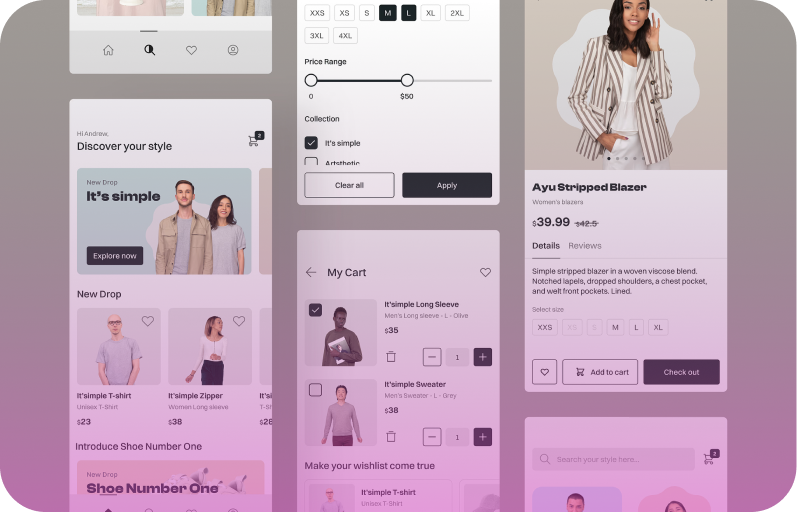 Hi Andrew,
Discover your style
2
New Drop
It's simple
Explore now
New Drop
It'simple T-shirt
Unisex T-Shirt
$23
It'simple Zipper
Women Long sleeve
$38
Introduce Shoe Number One
New Drop
Shoe Number One
XXS XS S M L XL 2XL
3XL 4XL
Price Range
0 $50
Collection
It's simple
Clear all Apply
My Cart
It'simple Long Sleeve
Men's Long sleeve - L - Olive
$35
1
It'simple Sweater
Men's Sweater - L - Grey
$38
1
Make your wishlist come true
It'simple T-shirt
Unisex T-Shirt
Ayu Stripped Blazer
Women's blazers
$39.99 $42.5
Details Reviews
Simple stripped blazer in a woven viscose blend.
Notched lapels, dropped shoulders, a chest pocket,
and welt front pockets. Lined.
Select size
XXS XS S M L XL
Add to cart Check out
Search your style here...
2